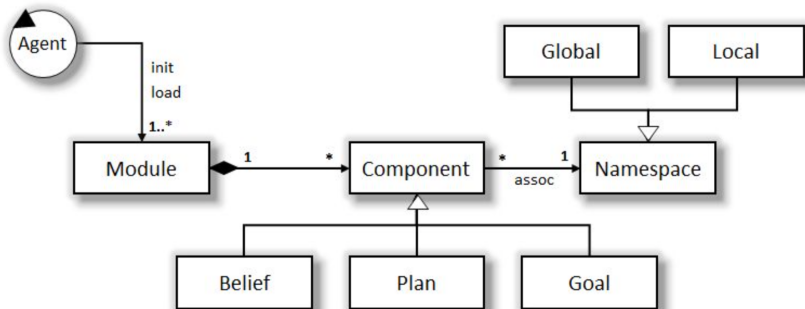 Agent
Global
Local
init
load
1..*
Module
1
*
Component
*
1
assoc
Namespace
Belief
Plan
Goal